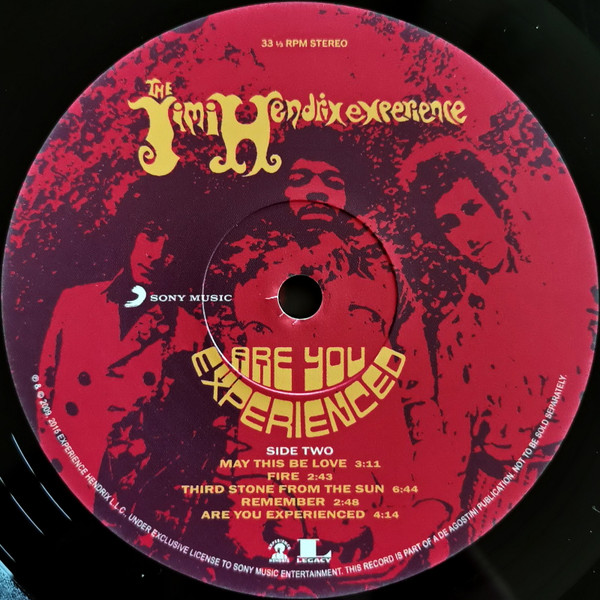 33 ⅓ RPM STEREO
THE
Jimi Hendrix experience
SONY MUSIC
ARE YOU
EXPERIENCED
SIDE TWO
MAY THIS BE LOVE 3:11
FIRE 2:43
THIRD STONE FROM THE SUN 6:44
REMEMBER 2:48
ARE YOU EXPERIENCED 4:14
LEGACY
℗ & © 2009, 2016 EXPERIENCE HENDRIX L.L.C., UNDER EXCLUSIVE LICENSE TO SONY MUSIC ENTERTAINMENT. THIS RECORD IS PART OF A DE AGOSTINI PUBLICATION. NOT TO BE SOLD SEPARATELY.